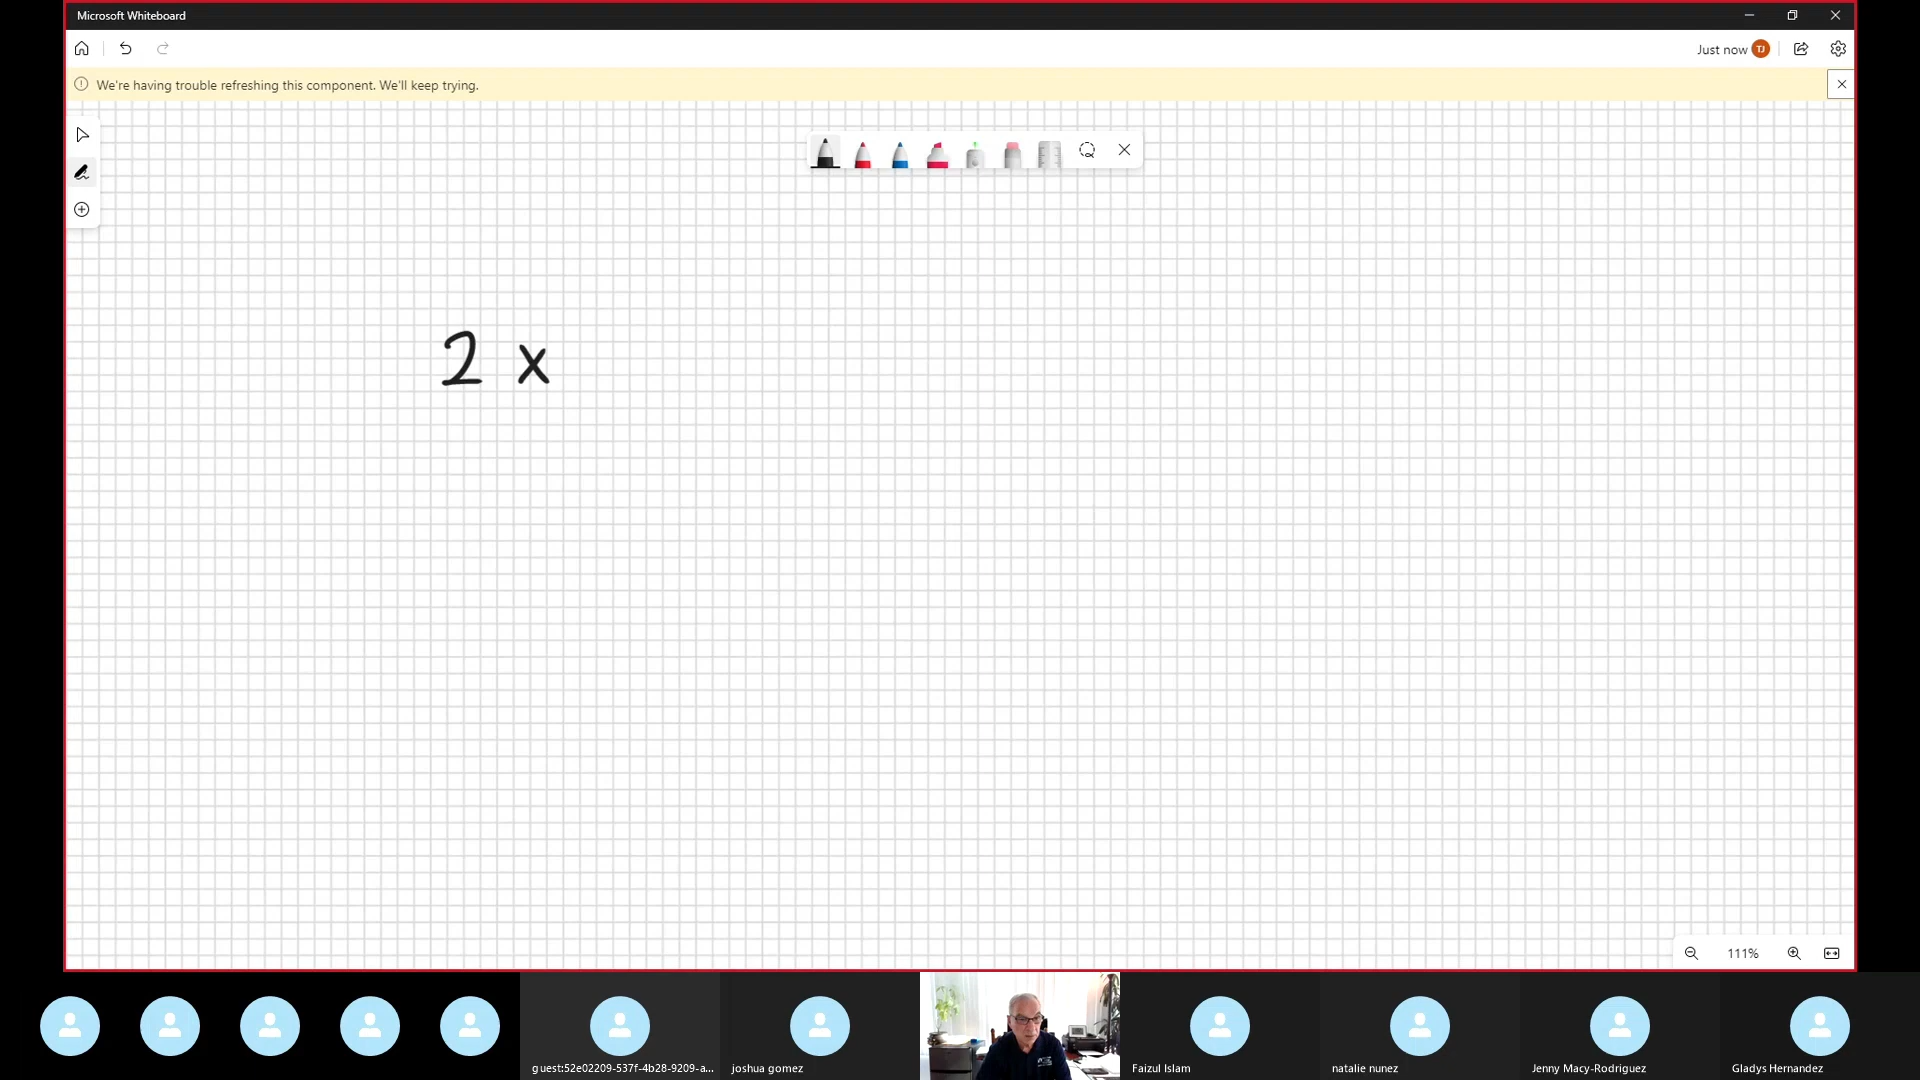 Microsoft Whiteboard
Just now TJ
We're having trouble refreshing this component. We'll keep trying.
2 x
111%
guest:52e02209-537f-4b28-9209-a...
joshua gomez
Faizul Islam
natalie nunez
Jenny Macy-Rodriguez
Gladys Hernandez